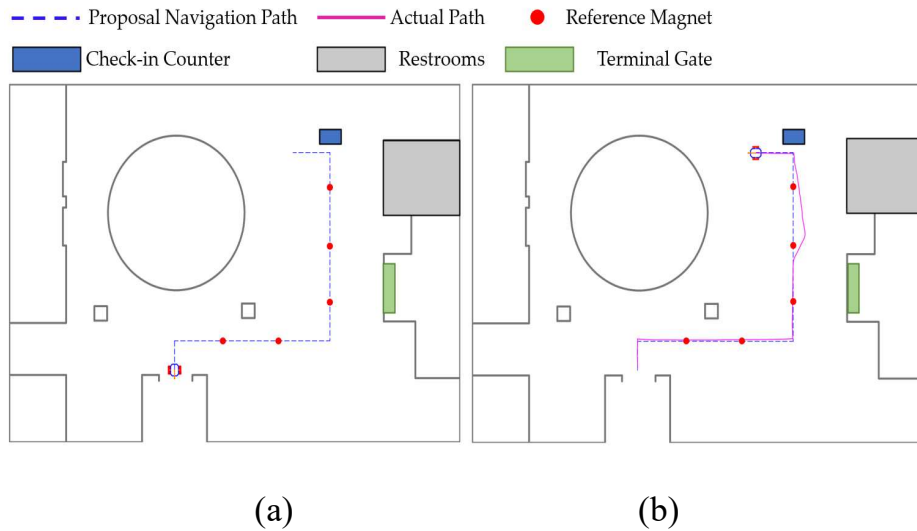 Proposal Navigation Path Actual Path Reference Magnet
Check-in Counter Restrooms Terminal Gate
(a) (b)